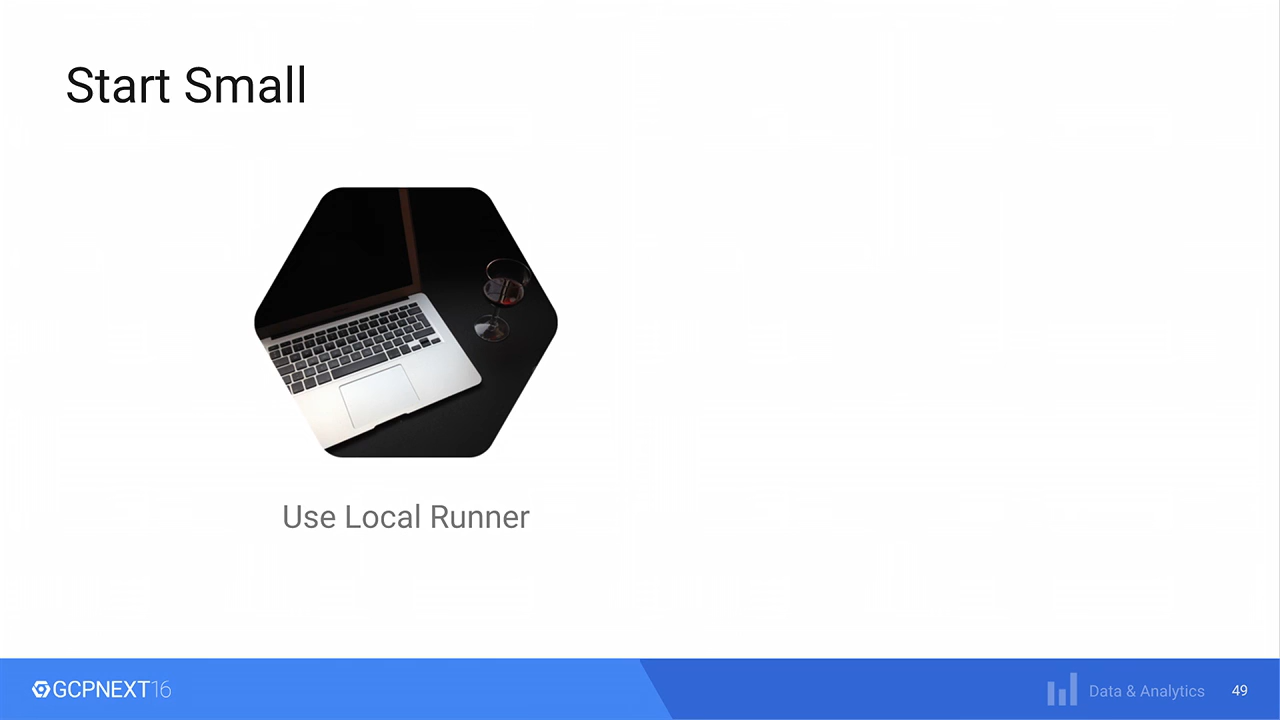 Start Small
Use Local Runner
GCPNEXT16
Data & Analytics
49